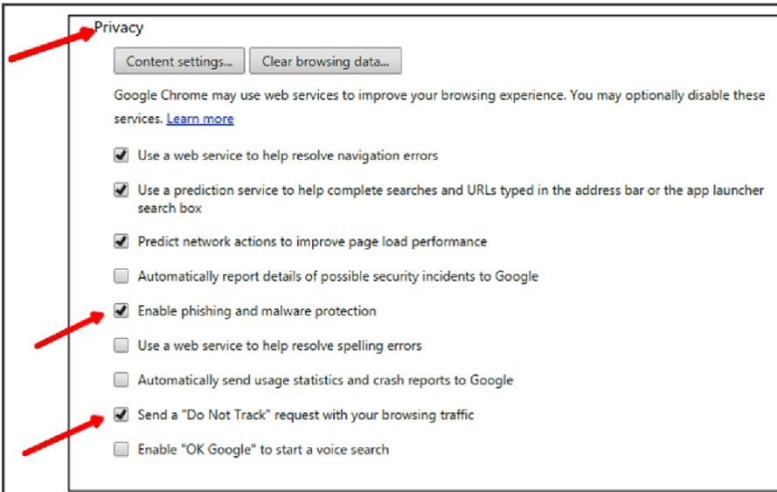 Privacy
Content settings... Clear browsing data...
Google Chrome may use web services to improve your browsing experience. You may optionally disable these
services. Learn more
Use a web service to help resolve navigation errors
Use a prediction service to help complete searches and URLs typed in the address bar or the app launcher
search box
Predict network actions to improve page load performance
Automatically report details of possible security incidents to Google
Enable phishing and malware protection
Use a web service to help resolve spelling errors
Automatically send usage statistics and crash reports to Google
Send a "Do Not Track" request with your browsing traffic
Enable "OK Google" to start a voice search